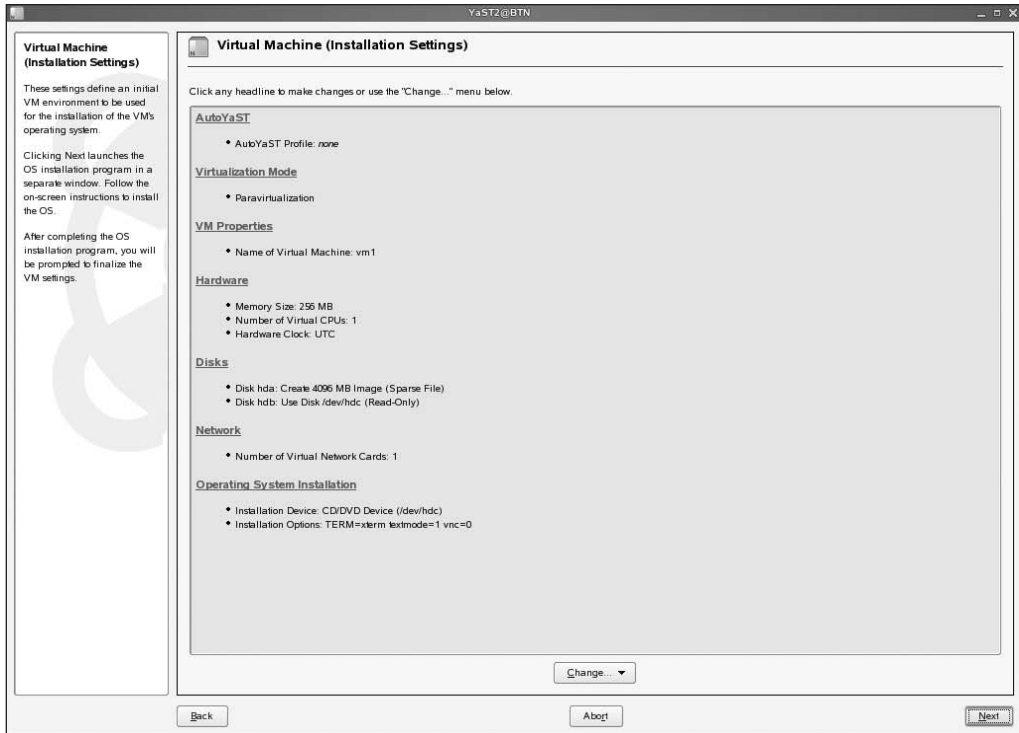 YaST2@BTN
Virtual Machine
(Installation Settings)
These settings define an initial
VM environment to be used
for the installation of the VM's
operating system.
Clicking Next launches the
OS installation program in a
separate window. Follow the
on-screen instructions to install
the OS.
After completing the OS
installation program, you will
be prompted to finalize the
VM settings.
Virtual Machine (Installation Settings)
Click any headline to make changes or use the "Change..." menu below.
AutoYaST
• AutoYaST Profile: none
Virtualization Mode
• Paravirtualization
VM Properties
• Name of Virtual Machine: vm1
Hardware
• Memory Size: 256 MB
• Number of Virtual CPUs: 1
• Hardware Clock: UTC
Disks
• Disk hda: Create 4096 MB Image (Sparse File)
• Disk hdb: Use Disk /dev/hdc (Read-Only)
Network
• Number of Virtual Network Cards: 1
Operating System Installation
• Installation Device: CD/DVD Device (/dev/hdc)
• Installation Options: TERM=xterm textmode=1 vnc=0
Change...
Back
Abort
Next